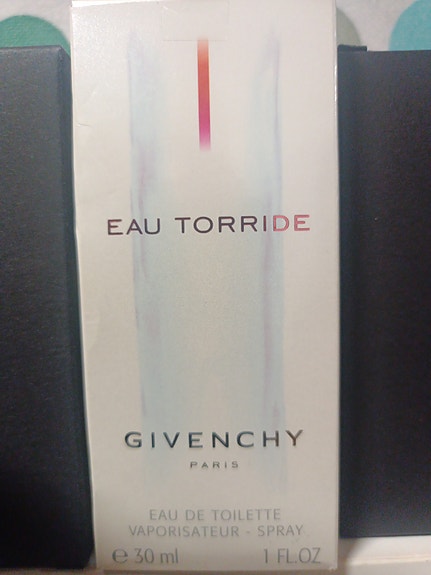 EAU TORRIDE
GIVENCHY
PARIS
EAU DE TOILETTE
VAPORISATEUR - SPRAY
℮ 30 ml 1 FL.OZ